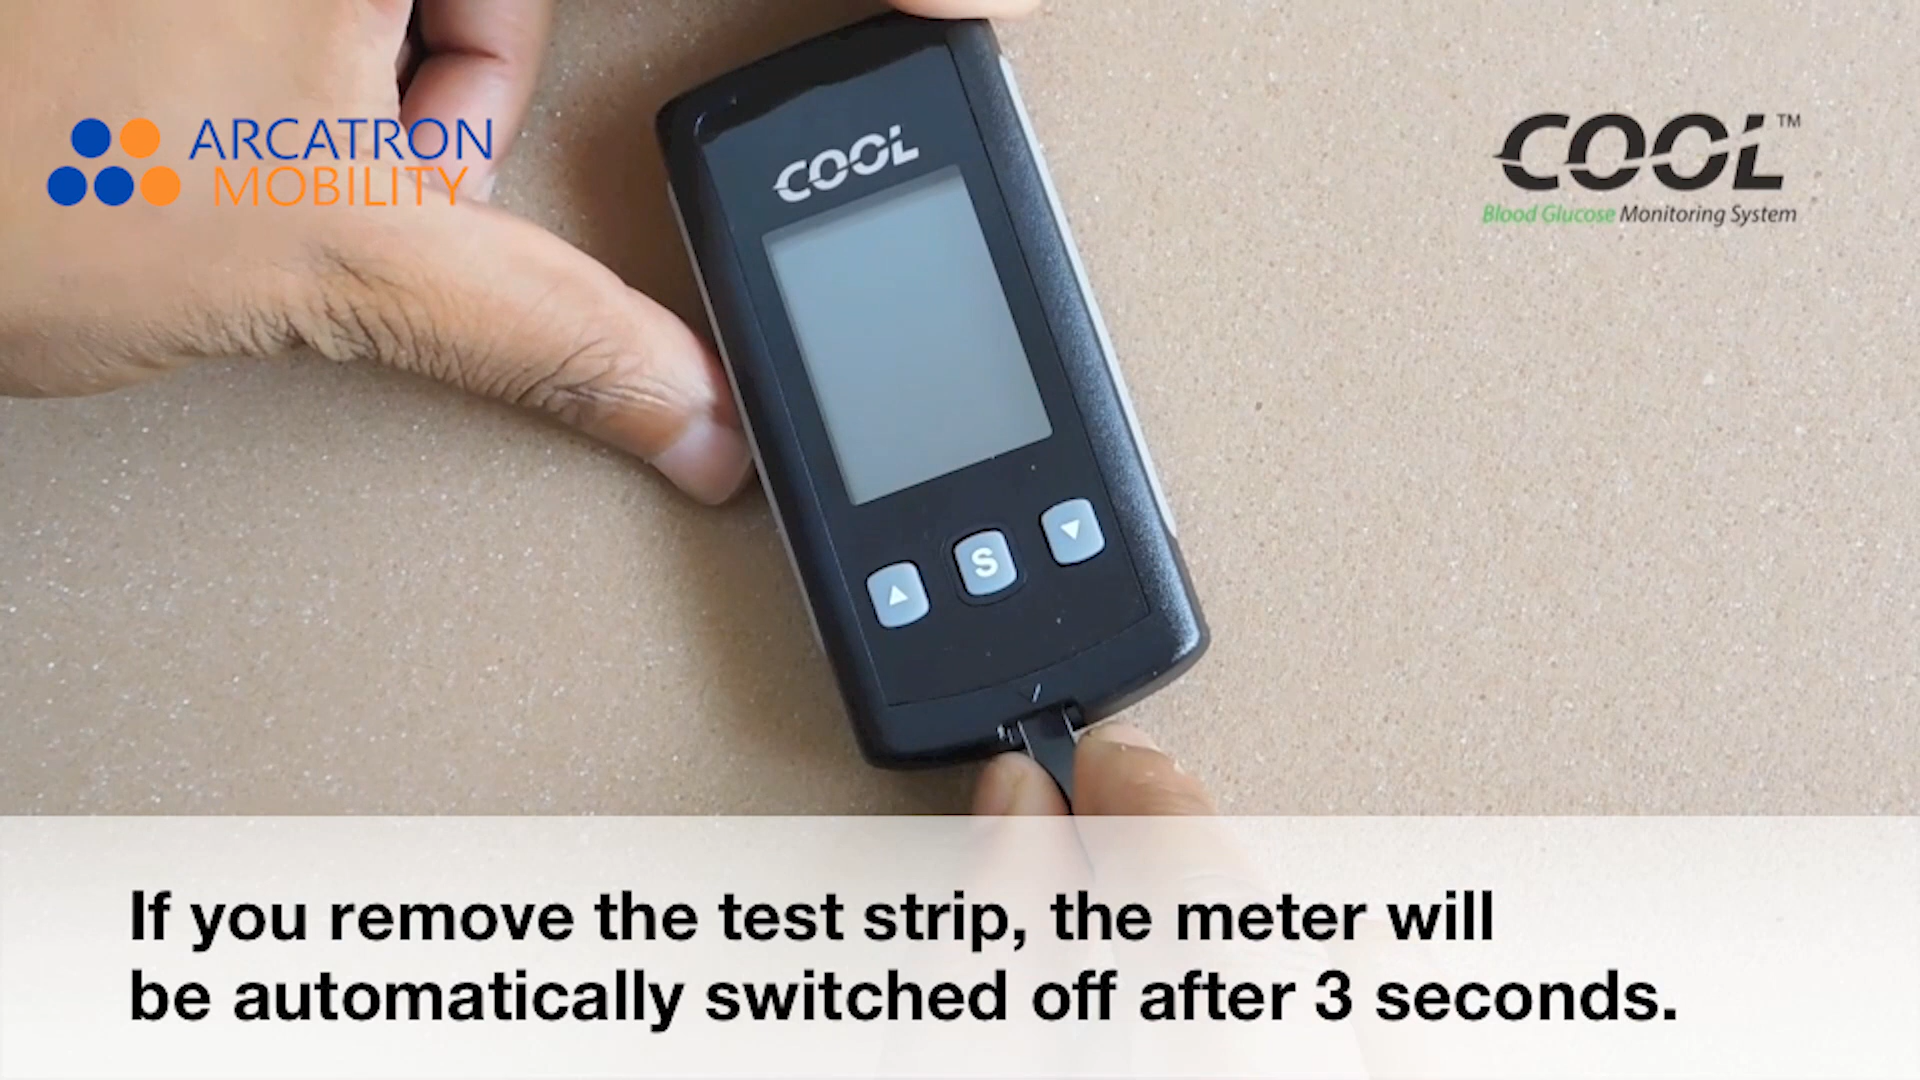 ARCATRON
MOBILITY
COOL™
Blood Glucose Monitoring System
COOL
S
If you remove the test strip, the meter will
be automatically switched off after 3 seconds.